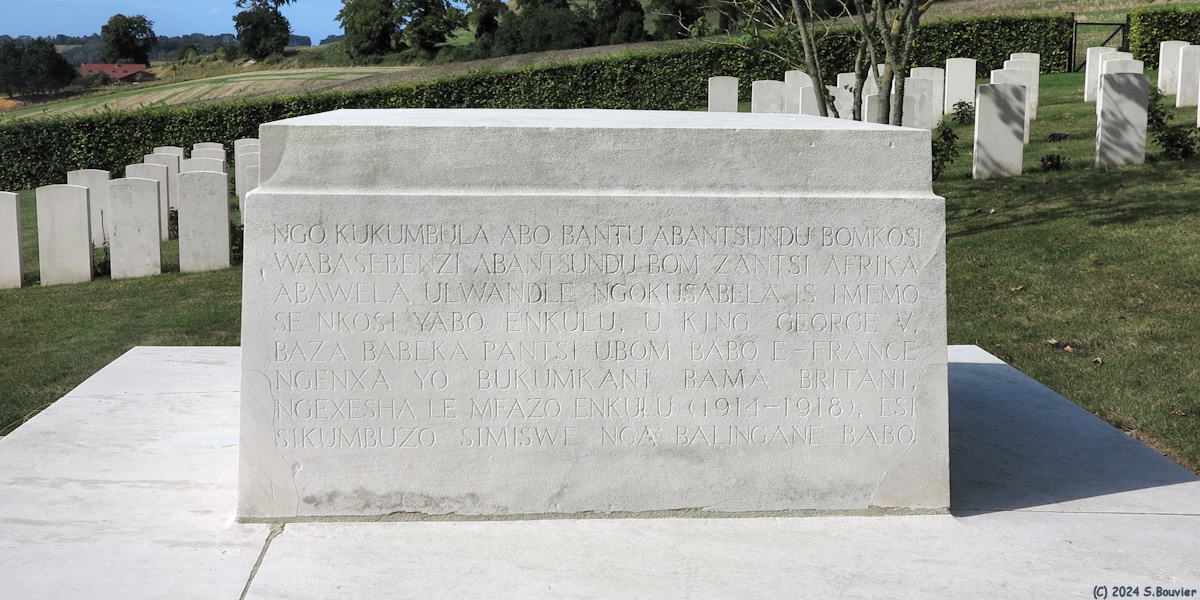 NGO KUKUMBULA ABO BANTU ABANTSUNDU BOMKOSI
WABASEBENZI ABANTSUNDU BOM ZANTSI AFRIKA
ABAWELA ULWANDLE NGOKUSABELA IS IMEMO
SE NKOSI YABO ENKULU, U KING GEORGE V,
BAZA BABEKA PANTSI UBOM BABO E-FRANCE
NGENXA YO BUKUMKANI BAMA BRITANI,
NGEXESHA LE MFAZO ENKULU (1914-1918), ESI
SIKUMBUZO SIMISWE NGA BALINGANE BABO.
(C) 2024 S.Bouvier